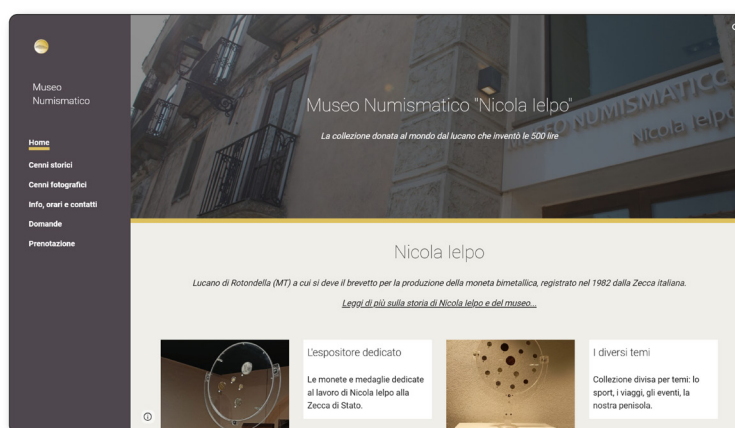 Museo
Numismatico
Home
Cenni storici
Cenni fotografici
Info, orari e contatti
Domande
Prenotazione
MUSEO NUMISMATICO
Nicola Ielpo
Museo Numismatico "Nicola Ielpo"
La collezione donata al mondo dal lucano che inventò le 500 lire
Nicola Ielpo
Lucano di Rotondella (MT) a cui si deve il brevetto per la produzione della moneta bimetallica, registrato nel 1982 dalla Zecca italiana.
Leggi di più sulla storia di Nicola Ielpo e del museo...
L'espositore dedicato
Le monete e medaglie dedicate
al lavoro di Nicola Ielpo alla
Zecca di Stato.
I diversi temi
Collezione divisa per temi: lo
sport, i viaggi, gli eventi, la
nostra penisola.